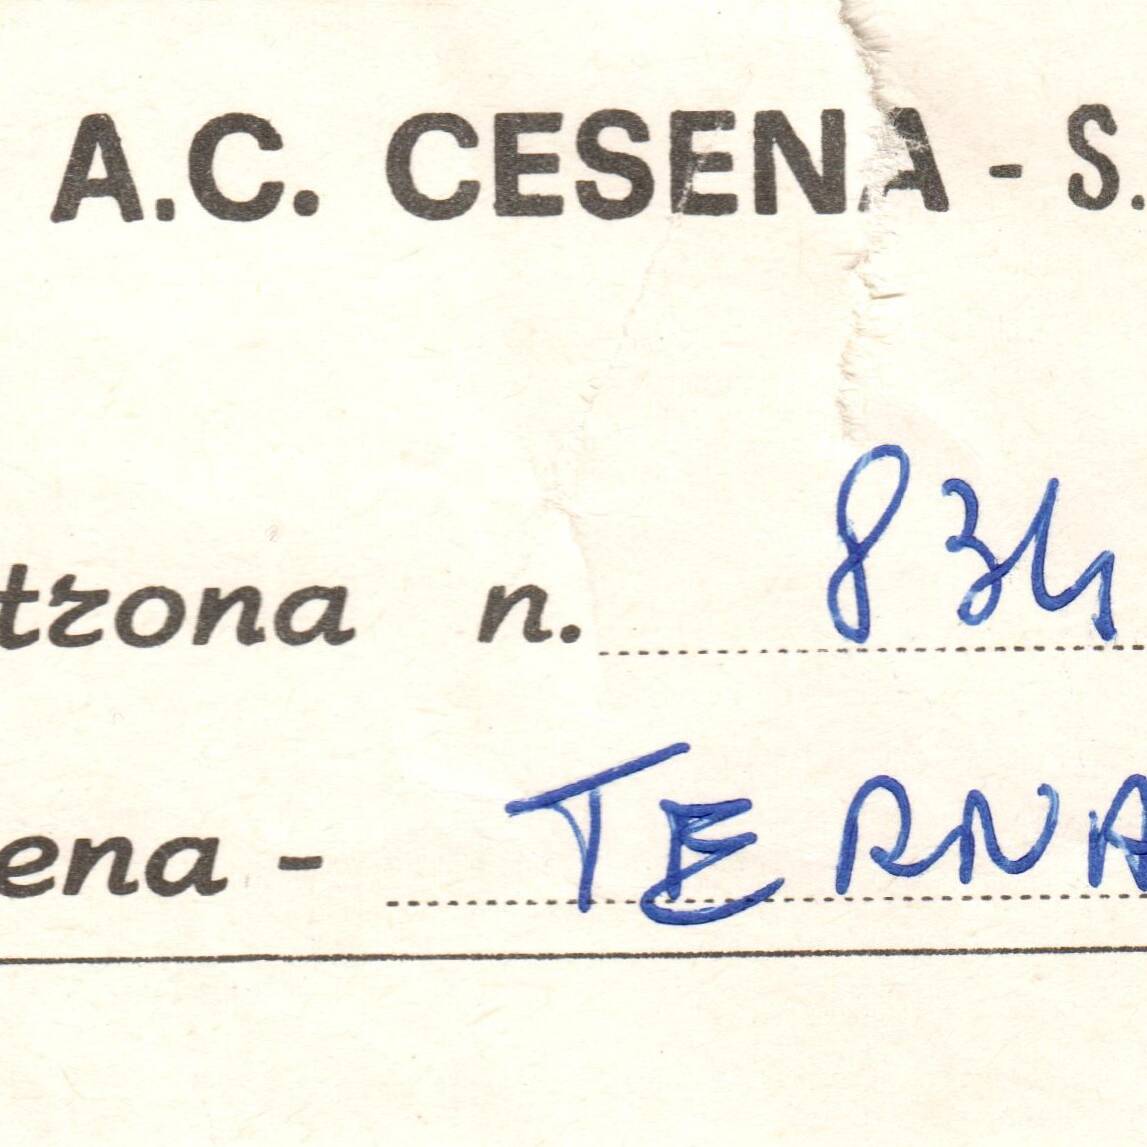 A.C. CESENA - S.
trona n. 834
ena - TERNA